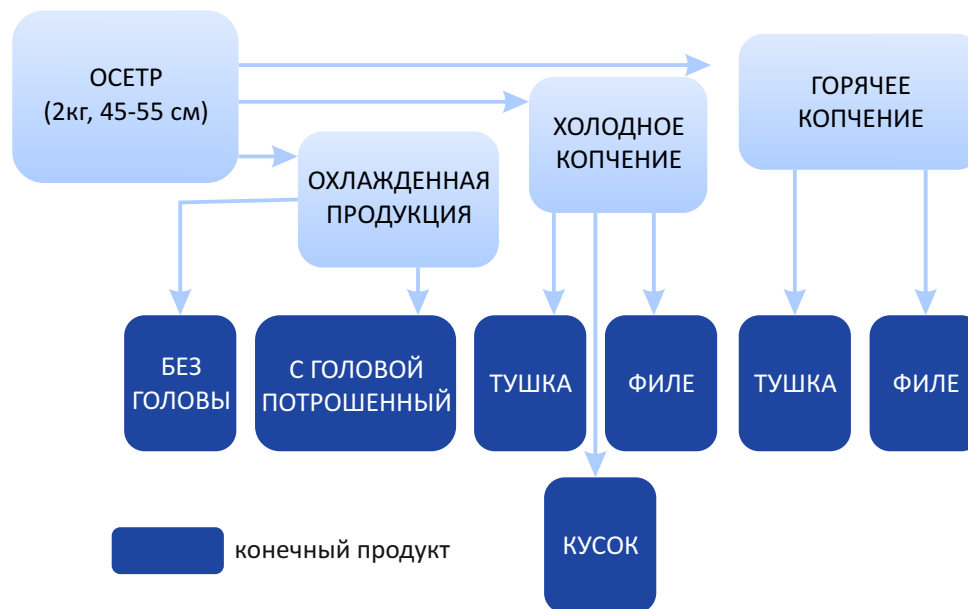 ОСЕТР
(2кг, 45-55 см)
ОХЛАЖДЕННАЯ
ПРОДУКЦИЯ
ХОЛОДНОЕ
КОПЧЕНИЕ
ГОРЯЧЕЕ
КОПЧЕНИЕ
БЕЗ
ГОЛОВЫ
С ГОЛОВОЙ
ПОТРОШЕННЫЙ
ТУШКА
ФИЛЕ
ТУШКА
ФИЛЕ
КУСОК
конечный продукт